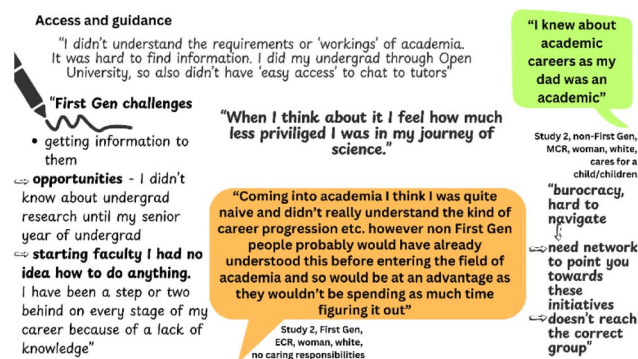 Access and guidance
"I didn't understand the requirements or 'workings' of academia.
It was hard to find information. I did my undergrad through Open
University, so also didn't have 'easy access' to chat to tutors"
"First Gen challenges
• getting information to
them
⇨ opportunities - I didn't
know about undergrad
research until my senior
year of undergrad
⇨ starting faculty I had no
idea how to do anything.
I have been a step or two
behind on every stage of my
career because of a lack of
knowledge"
"When I think about it I feel how much
less priviliged I was in my journey of
science."
"Coming into academia I think I was quite
naive and didn't really understand the kind of
career progression etc. however non First Gen
people probably would have already
understood this before entering the field of
academia and so would be at an advantage as
they wouldn't be spending as much time
figuring it out"
Study 2, First Gen,
ECR, woman, white,
no caring responsibilities
"I knew about
academic
careers as my
dad was an
academic"
Study 2, non-First Gen,
MCR, woman, white,
cares for a
child/children
"burocracy,
hard to
navigate
⇩
⇨need network
to point you
towards
these
initiatives
⇨doesn't reach
the correct
group"